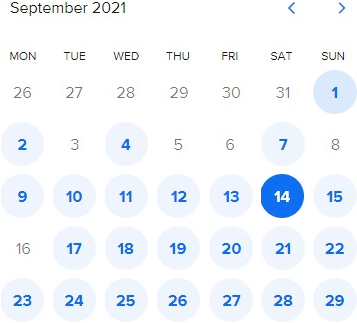 September 2021
MON TUE WED THU FRI SAT SUN
26 27 28 29 30 31 1
2 3 4 5 6 7 8
9 10 11 12 13 14 15
16 17 18 19 20 21 22
23 24 25 26 27 28 29